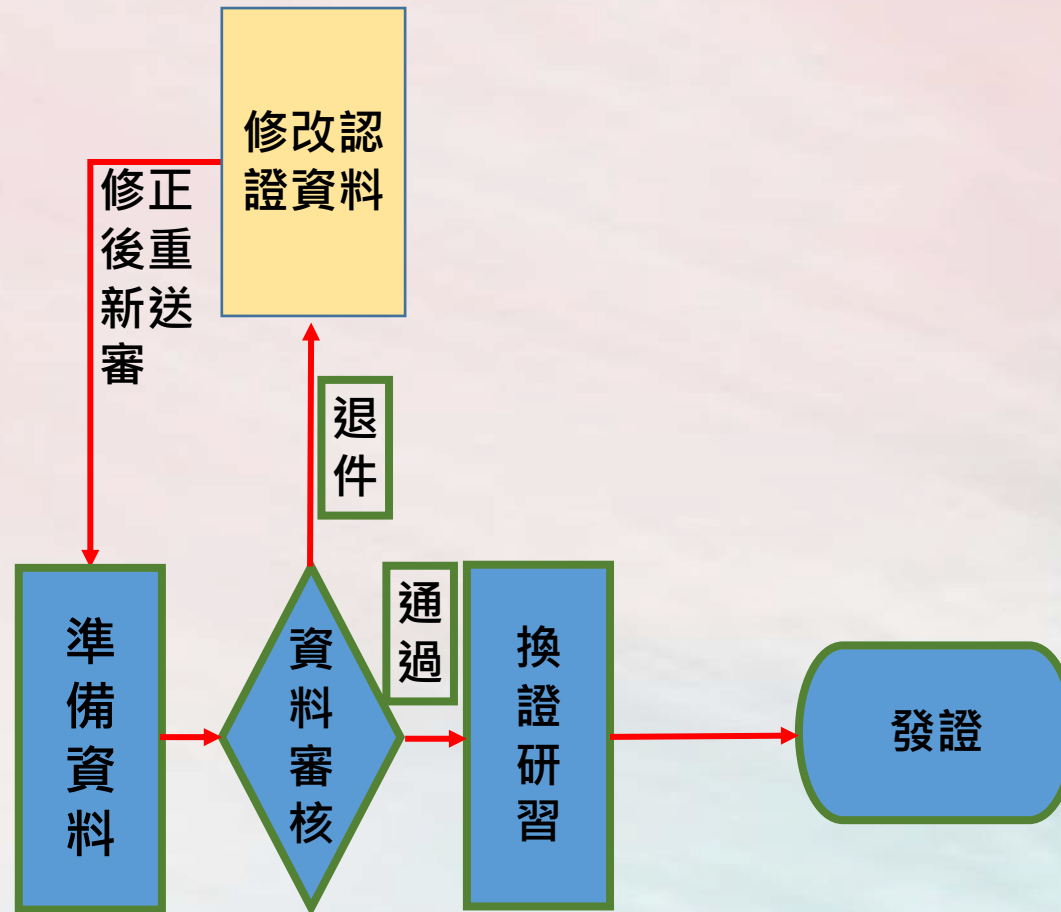 修改認
證資料
修正
後重
新送
審
退
件
通
過
準
備
資
料
資
料
審
核
換
證
研
習
發證